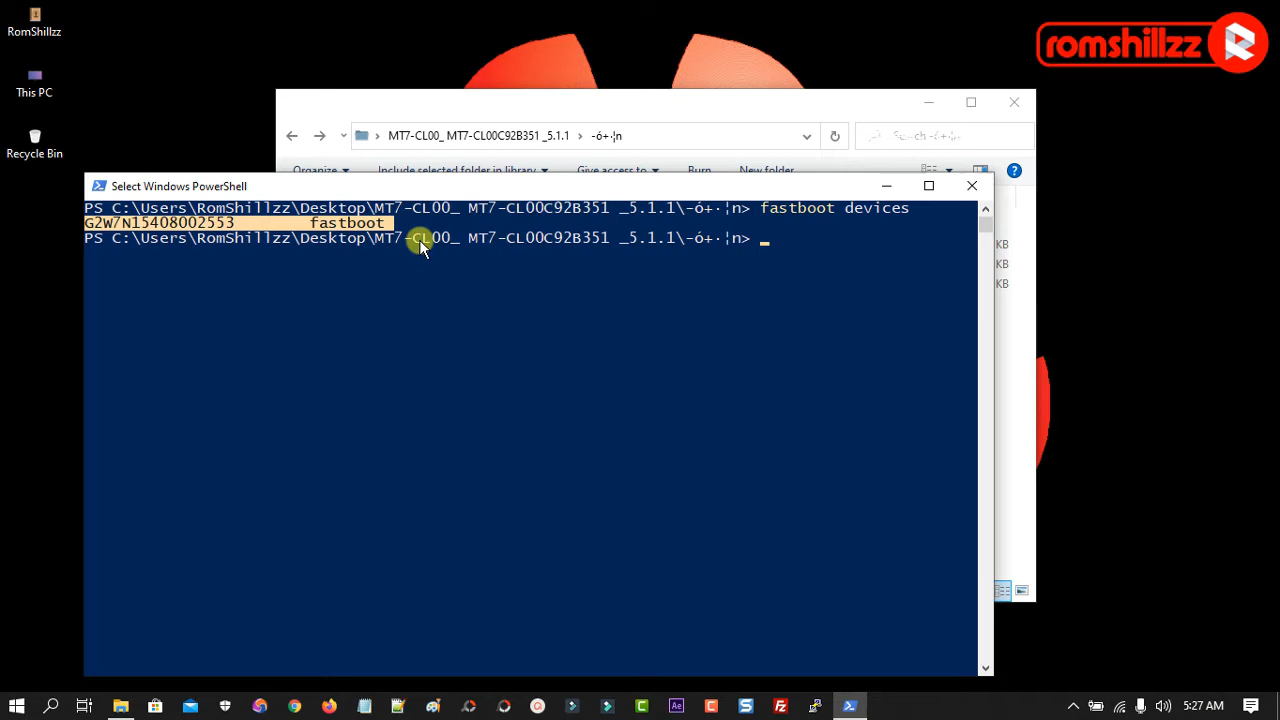 RomShillzz
This PC
Recycle Bin
romshillzz
MT7-CL00_ MT7-CL00C92B351 _5.1.1 > -ó+·¦n
Search -ó+·¦n
Organize
Include selected folder in library
Give access to
Burn
New folder
Select Windows PowerShell
PS C:\Users\RomShillzz\Desktop\MT7-CL00_ MT7-CL00C92B351 _5.1.1\-ó+·¦n> fastboot devices
G2W7N15408002553 fastboot
PS C:\Users\RomShillzz\Desktop\MT7-CL00_ MT7-CL00C92B351 _5.1.1\-ó+·¦n> _
KB
KB
KB
5:27 AM